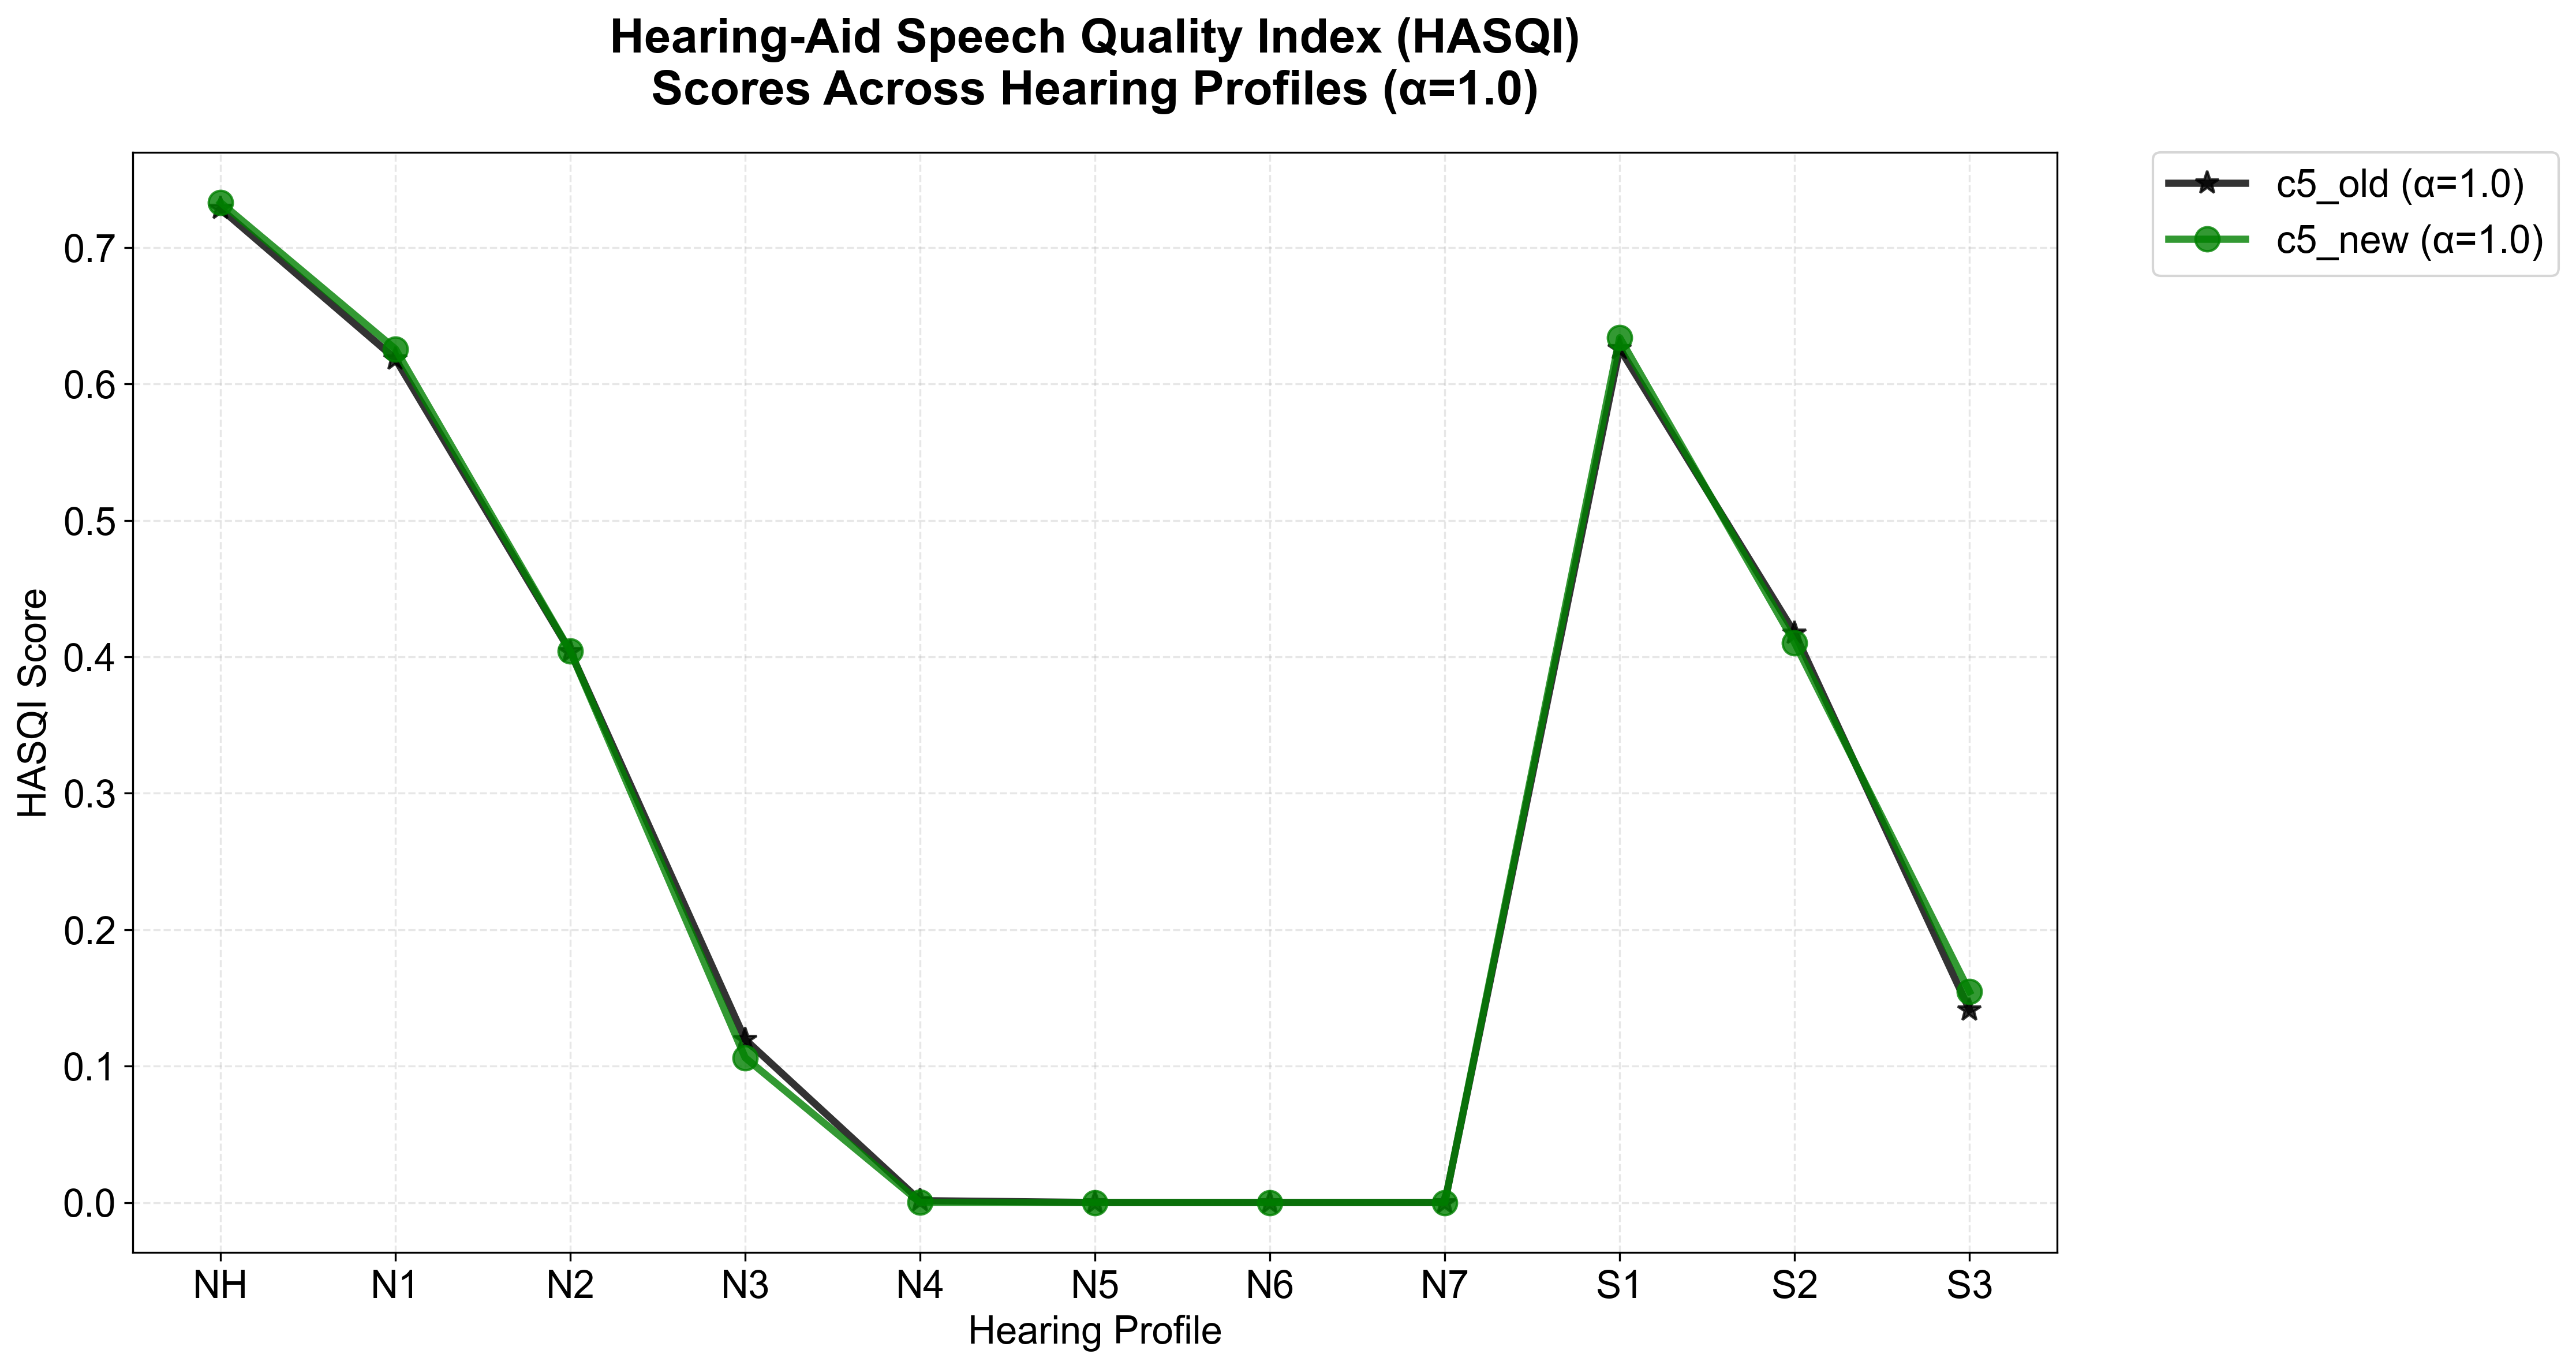 Hearing-Aid Speech Quality Index (HASQI)
Scores Across Hearing Profiles (α=1.0)
c5_old (α=1.0)
c5_new (α=1.0)
HASQI Score
0.7
0.6
0.5
0.4
0.3
0.2
0.1
0.0
NH N1 N2 N3 N4 N5 N6 N7 S1 S2 S3
Hearing Profile